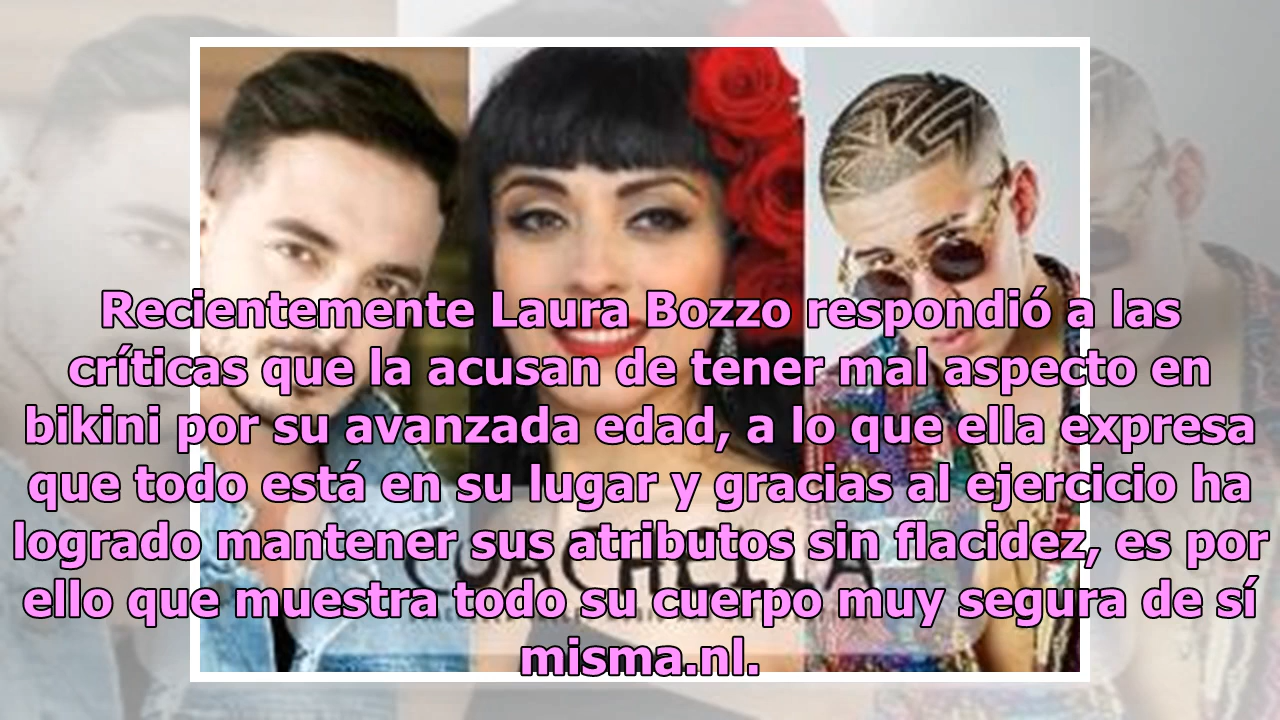 Recientemente Laura Bozzo respondió a las
críticas que la acusan de tener mal aspecto en
bikini por su avanzada edad, a lo que ella expresa
que todo está en su lugar y gracias al ejercicio ha
logrado mantener sus atributos sin flacidez, es por
COACHELLA
ello que muestra todo su cuerpo muy segura de sí
misma.nl.